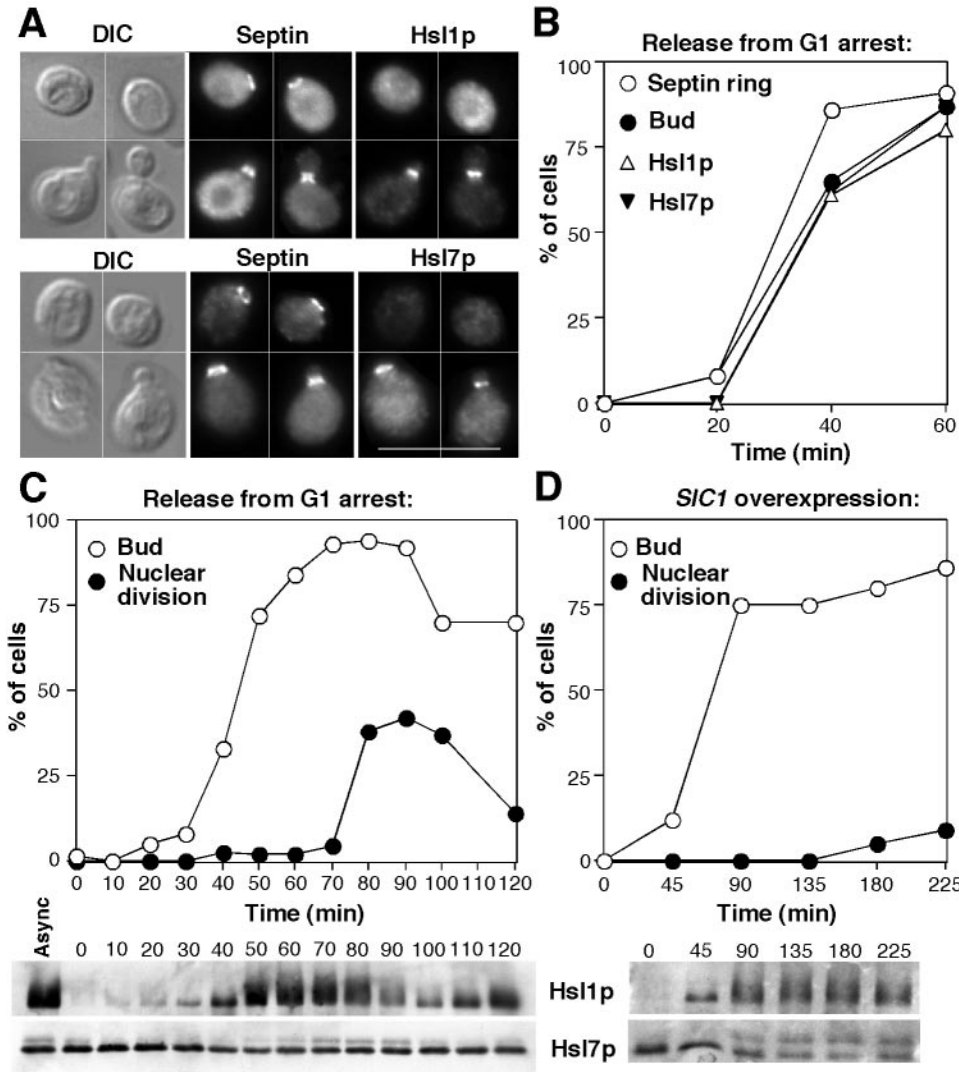 A
DIC
Septin
Hsl1p
DIC
Septin
Hsl7p
B
Release from G1 arrest:
100
75
50
25
0
% of cells
Septin ring
Bud
Hsl1p
Hsl7p
0 20 40 60
Time (min)
C
Release from G1 arrest:
100
75
50
25
0
% of cells
Bud
Nuclear
division
0 10 20 30 40 50 60 70 80 90 100 110 120
Time (min)
Async 0 10 20 30 40 50 60 70 80 90 100 110 120
D
SIC1 overexpression:
100
75
50
25
0
% of cells
Bud
Nuclear
division
0 45 90 135 180 225
Time (min)
0 45 90 135 180 225
Hsl1p
Hsl7p